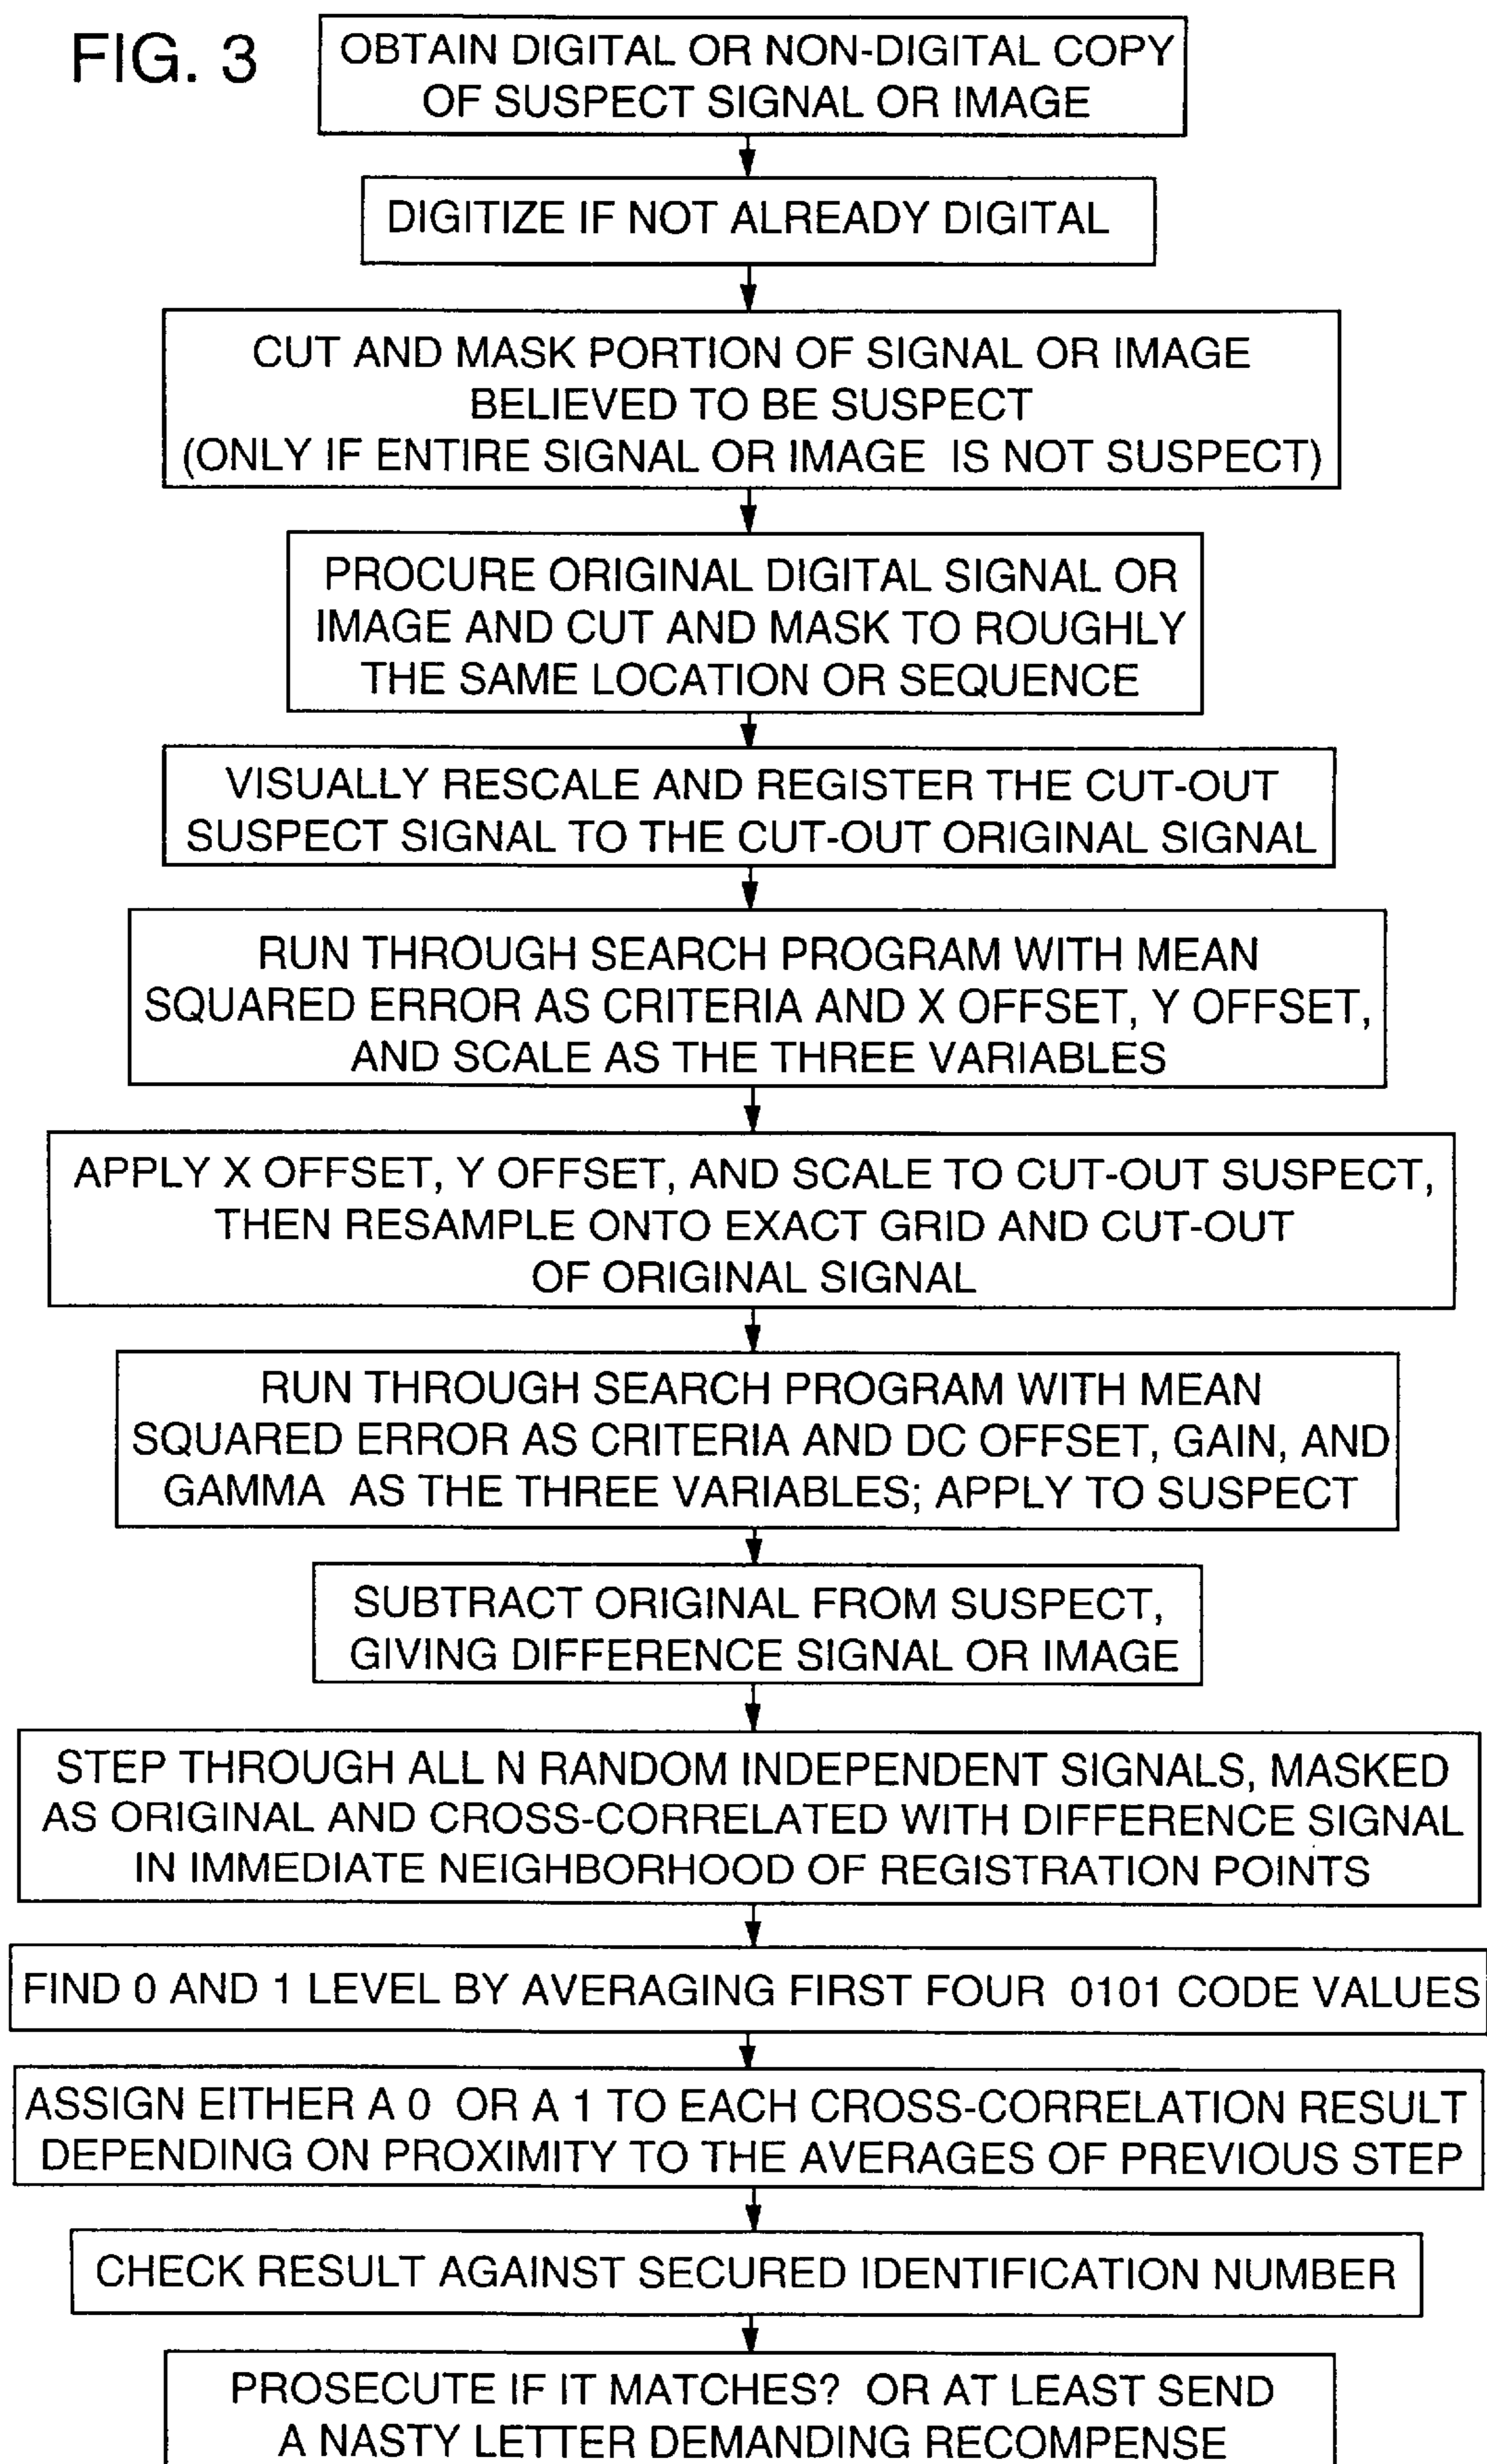 FIG. 3
OBTAIN DIGITAL OR NON-DIGITAL COPY
OF SUSPECT SIGNAL OR IMAGE
DIGITIZE IF NOT ALREADY DIGITAL
CUT AND MASK PORTION OF SIGNAL OR IMAGE
BELIEVED TO BE SUSPECT
(ONLY IF ENTIRE SIGNAL OR IMAGE IS NOT SUSPECT)
PROCURE ORIGINAL DIGITAL SIGNAL OR
IMAGE AND CUT AND MASK TO ROUGHLY
THE SAME LOCATION OR SEQUENCE
VISUALLY RESCALE AND REGISTER THE CUT-OUT
SUSPECT SIGNAL TO THE CUT-OUT ORIGINAL SIGNAL
RUN THROUGH SEARCH PROGRAM WITH MEAN
SQUARED ERROR AS CRITERIA AND X OFFSET, Y OFFSET,
AND SCALE AS THE THREE VARIABLES
APPLY X OFFSET, Y OFFSET, AND SCALE TO CUT-OUT SUSPECT,
THEN RESAMPLE ONTO EXACT GRID AND CUT-OUT
OF ORIGINAL SIGNAL
RUN THROUGH SEARCH PROGRAM WITH MEAN
SQUARED ERROR AS CRITERIA AND DC OFFSET, GAIN, AND
GAMMA AS THE THREE VARIABLES; APPLY TO SUSPECT
SUBTRACT ORIGINAL FROM SUSPECT,
GIVING DIFFERENCE SIGNAL OR IMAGE
STEP THROUGH ALL N RANDOM INDEPENDENT SIGNALS, MASKED
AS ORIGINAL AND CROSS-CORRELATED WITH DIFFERENCE SIGNAL
IN IMMEDIATE NEIGHBORHOOD OF REGISTRATION POINTS
FIND 0 AND 1 LEVEL BY AVERAGING FIRST FOUR 0101 CODE VALUES
ASSIGN EITHER A 0 OR A 1 TO EACH CROSS-CORRELATION RESULT
DEPENDING ON PROXIMITY TO THE AVERAGES OF PREVIOUS STEP
CHECK RESULT AGAINST SECURED IDENTIFICATION NUMBER
PROSECUTE IF IT MATCHES? OR AT LEAST SEND
A NASTY LETTER DEMANDING RECOMPENSE